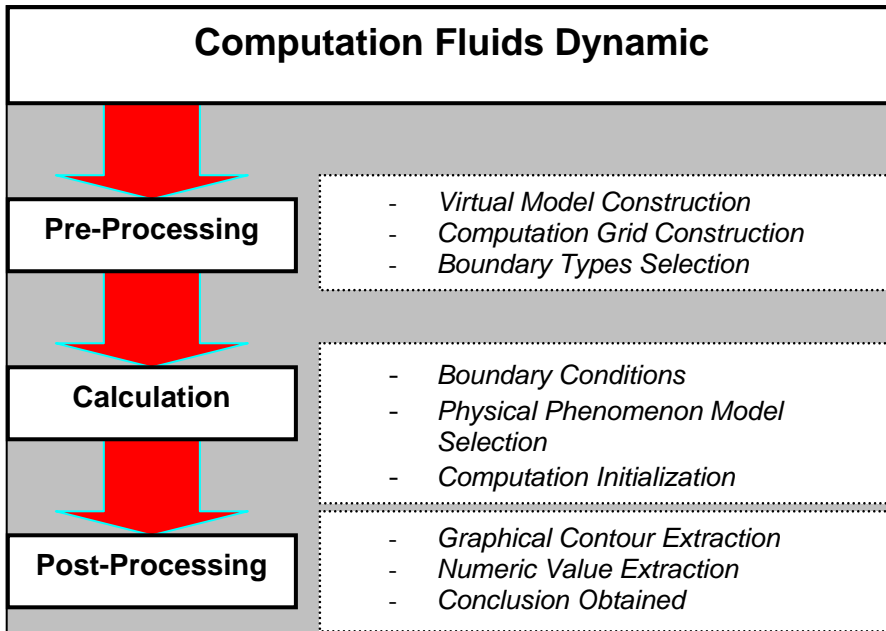 Computation Fluids Dynamic
Pre-Processing
- Virtual Model Construction
- Computation Grid Construction
- Boundary Types Selection
Calculation
- Boundary Conditions
- Physical Phenomenon Model
Selection
- Computation Initialization
Post-Processing
- Graphical Contour Extraction
- Numeric Value Extraction
- Conclusion Obtained